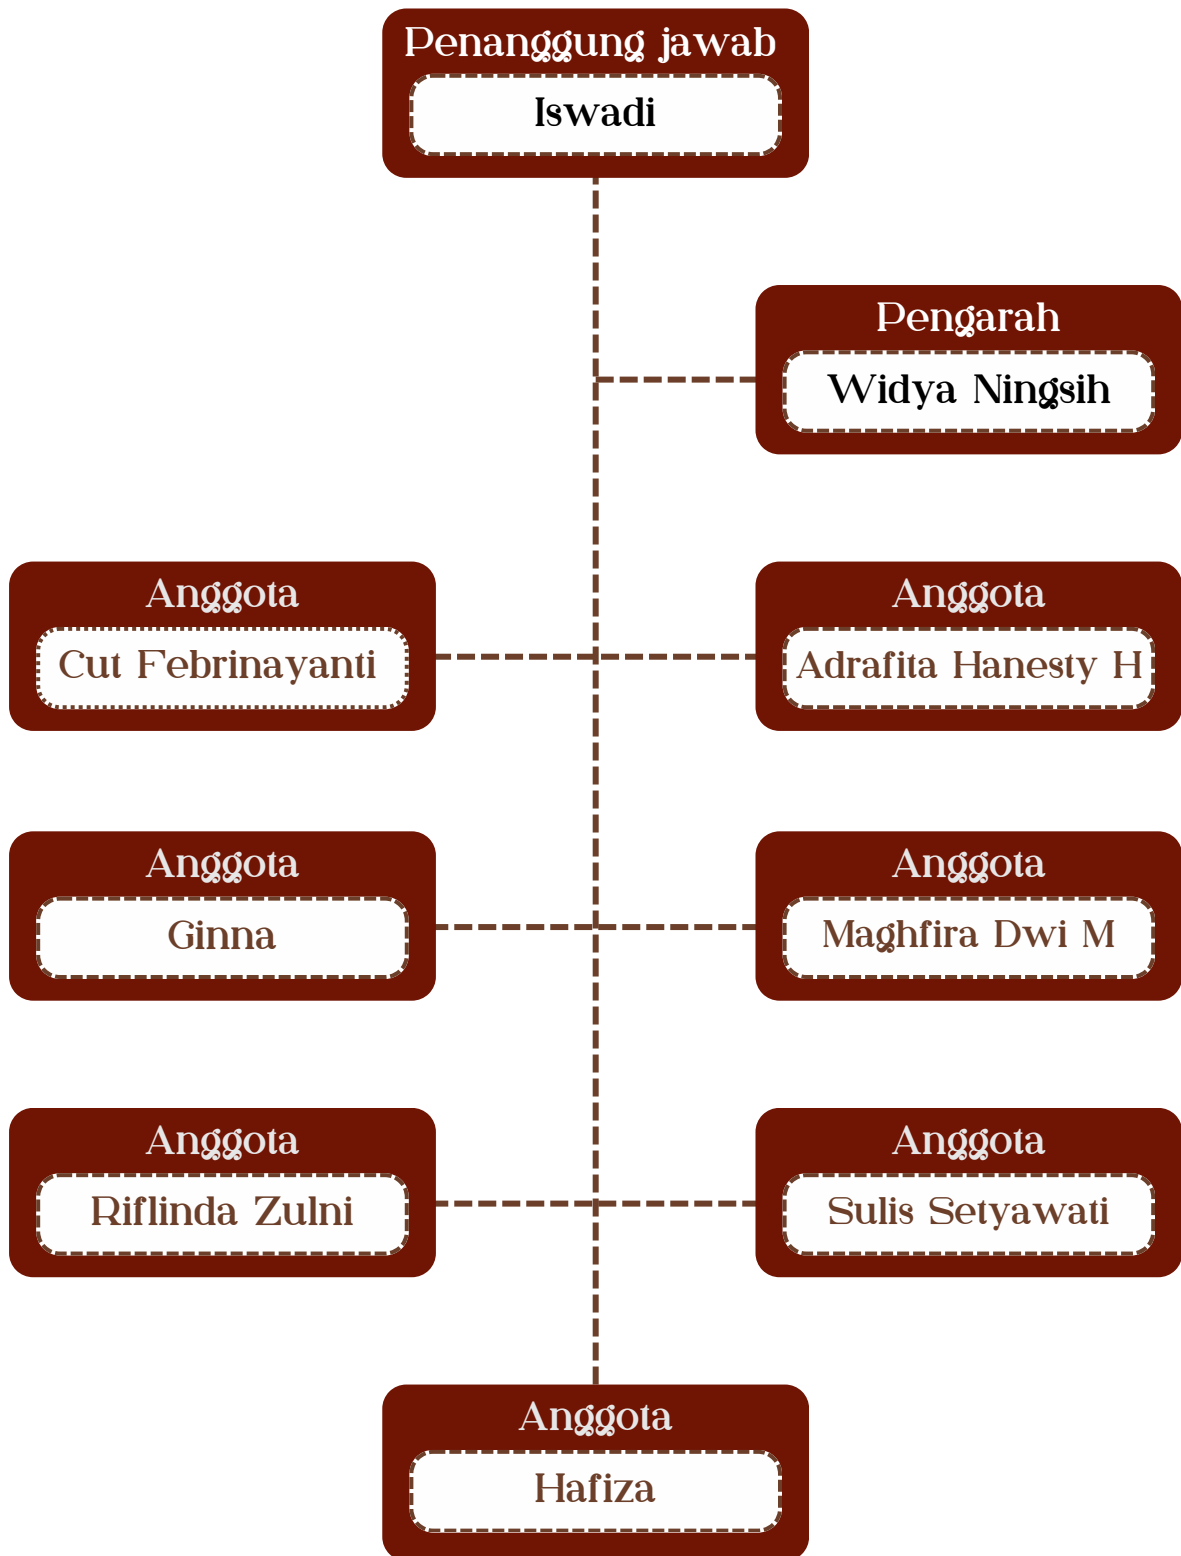 Penanggung jawab
Iswadi
Pengarah
Widya Ningsih
Anggota
Cut Febrinayanti
Anggota
Adrafita Hanesty H
Anggota
Ginna
Anggota
Maghfira Dwi M
Anggota
Riflinda Zulni
Anggota
Sulis Setyawati
Anggota
Hafiza